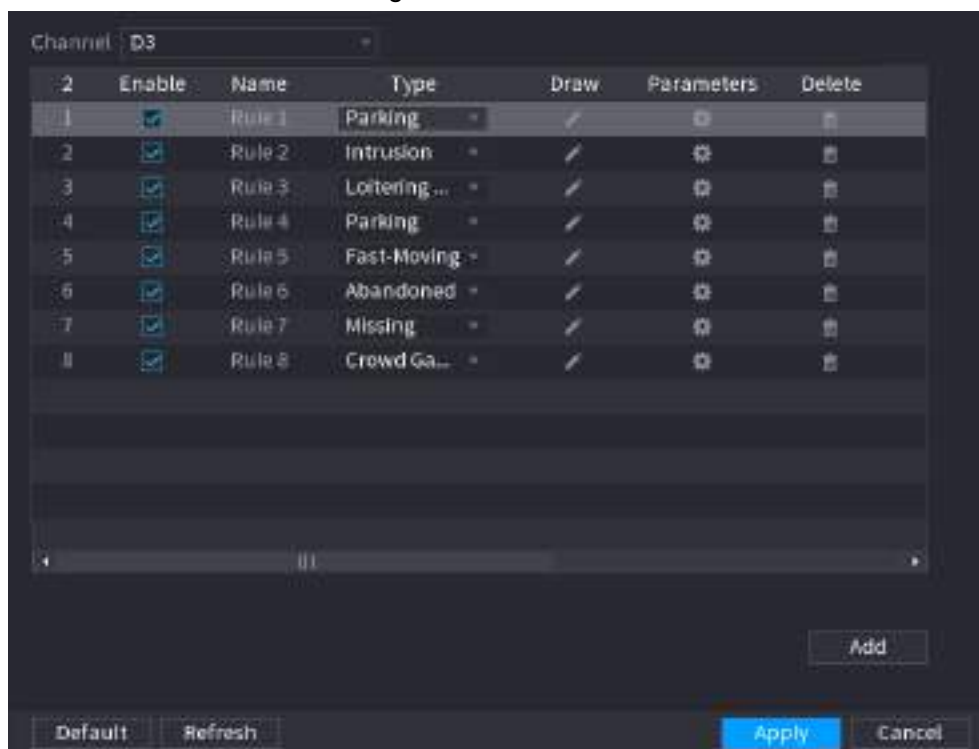 Channel D3
2 Enable Name Type Draw Parameters Delete
1 Rule 1 Parking
2 Rule 2 Intrusion
3 Rule 3 Loitering ...
4 Rule 4 Parking
5 Rule 5 Fast-Moving
6 Rule 6 Abandoned
7 Rule 7 Missing
8 Rule 8 Crowd Ga...
Add
Default Refresh Apply Cancel